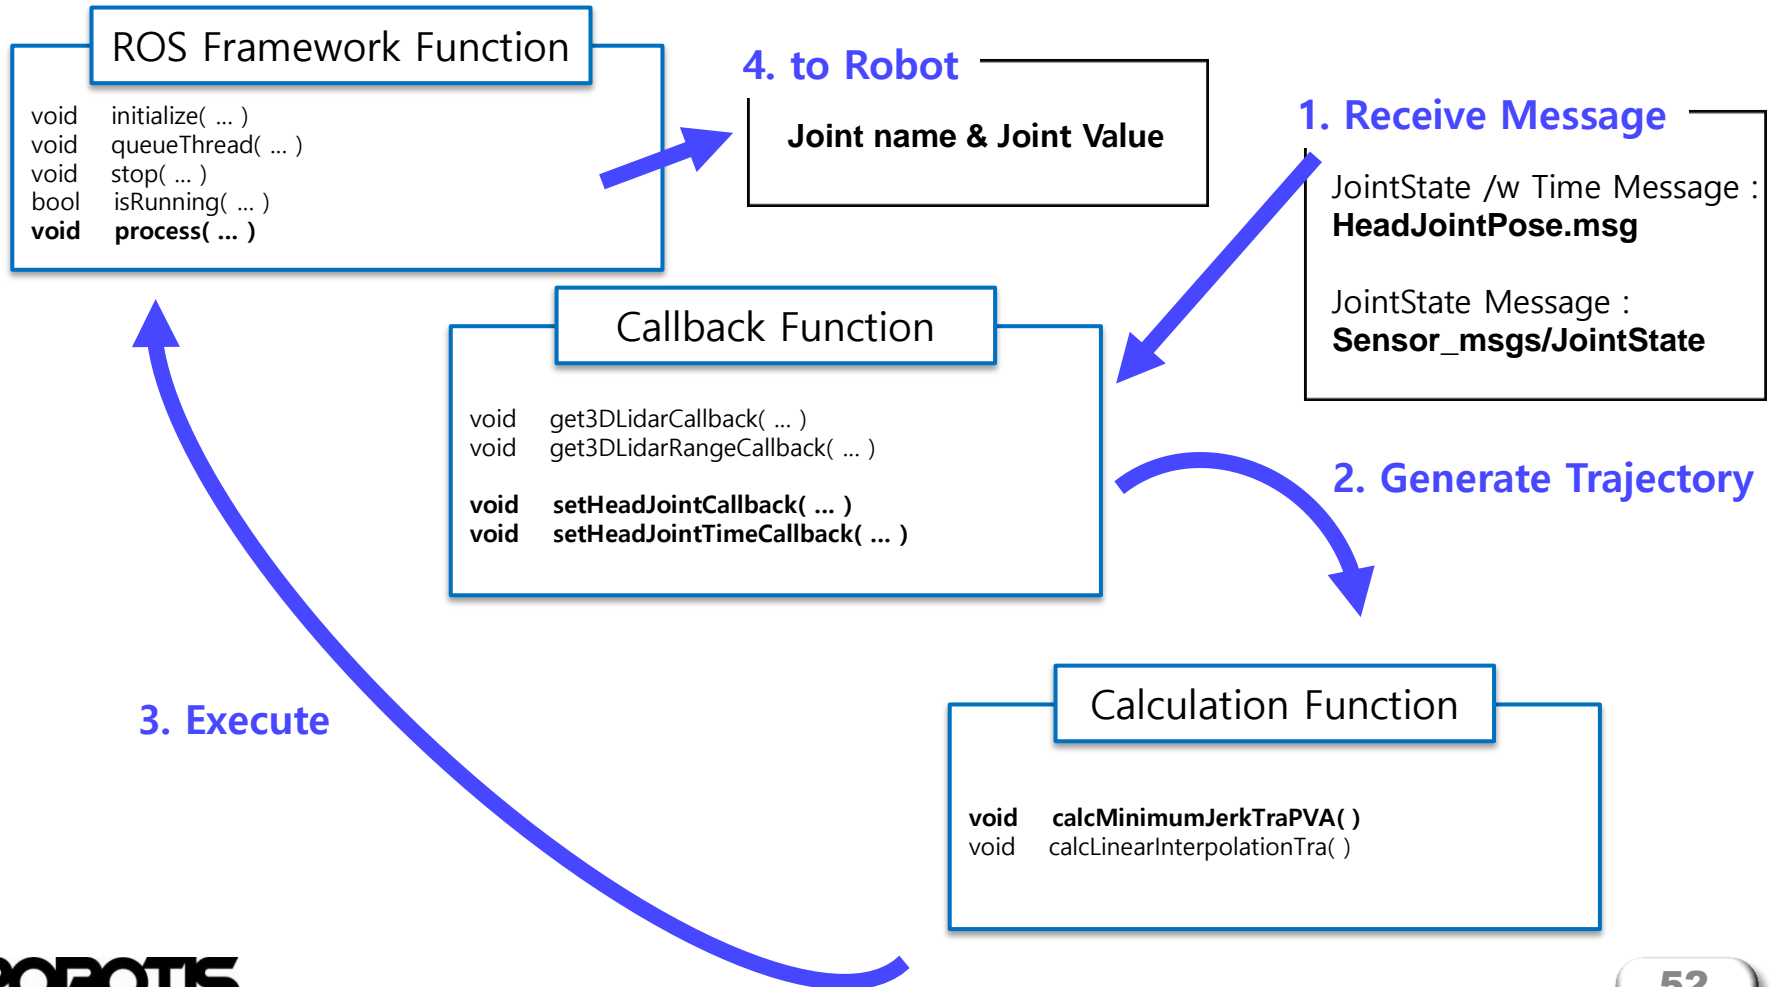 ROS Framework Function
void initialize( ... )
void queueThread( ... )
void stop( ... )
bool isRunning( ... )
void process( ... )
4. to Robot
Joint name & Joint Value
1. Receive Message
JointState /w Time Message :
HeadJointPose.msg
JointState Message :
Sensor_msgs/JointState
Callback Function
void get3DLidarCallback( ... )
void get3DLidarRangeCallback( ... )
void setHeadJointCallback( ... )
void setHeadJointTimeCallback( ... )
2. Generate Trajectory
3. Execute
Calculation Function
void calcMinimumJerkTraPVA( )
void calcLinearInterpolationTra( )
ROBOTIS
52